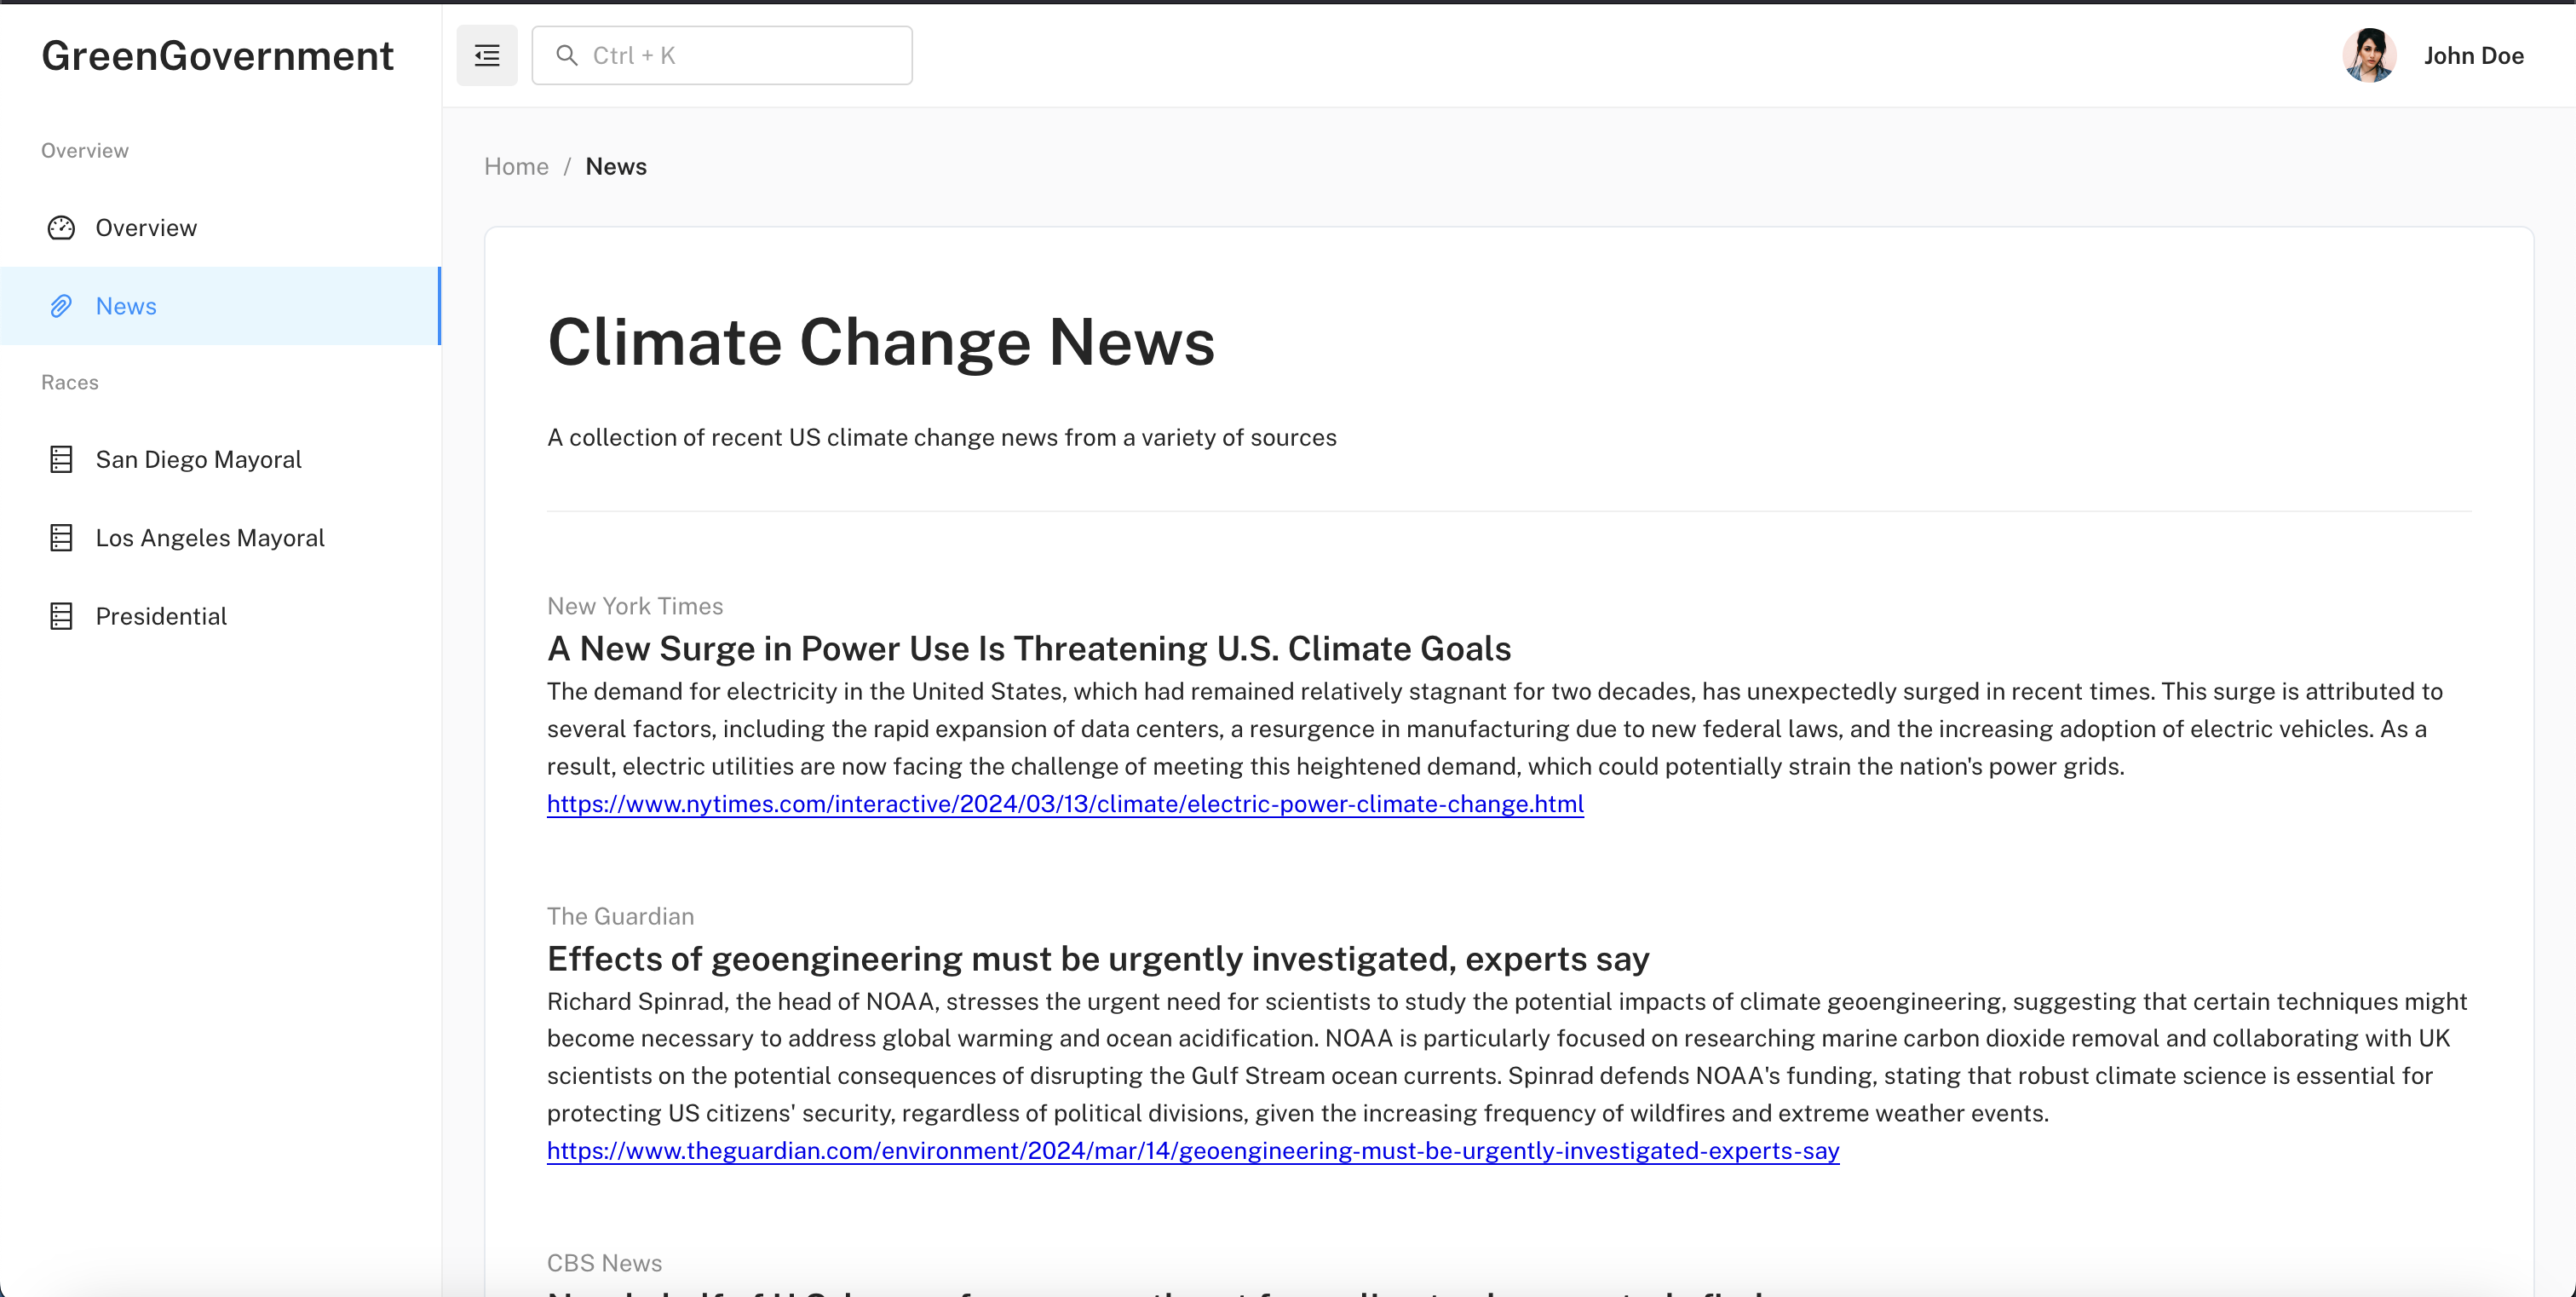 GreenGovernment
Ctrl + K
John Doe
Overview
Overview
News
Races
San Diego Mayoral
Los Angeles Mayoral
Presidential
Home / News
Climate Change News
A collection of recent US climate change news from a variety of sources
New York Times
A New Surge in Power Use Is Threatening U.S. Climate Goals
The demand for electricity in the United States, which had remained relatively stagnant for two decades, has unexpectedly surged in recent times. This surge is attributed to
several factors, including the rapid expansion of data centers, a resurgence in manufacturing due to new federal laws, and the increasing adoption of electric vehicles. As a
result, electric utilities are now facing the challenge of meeting this heightened demand, which could potentially strain the nation's power grids.
https://www.nytimes.com/interactive/2024/03/13/climate/electric-power-climate-change.html
The Guardian
Effects of geoengineering must be urgently investigated, experts say
Richard Spinrad, the head of NOAA, stresses the urgent need for scientists to study the potential impacts of climate geoengineering, suggesting that certain techniques might
become necessary to address global warming and ocean acidification. NOAA is particularly focused on researching marine carbon dioxide removal and collaborating with UK
scientists on the potential consequences of disrupting the Gulf Stream ocean currents. Spinrad defends NOAA's funding, stating that robust climate science is essential for
protecting US citizens' security, regardless of political divisions, given the increasing frequency of wildfires and extreme weather events.
https://www.theguardian.com/environment/2024/mar/14/geoengineering-must-be-urgently-investigated-experts-say
CBS News